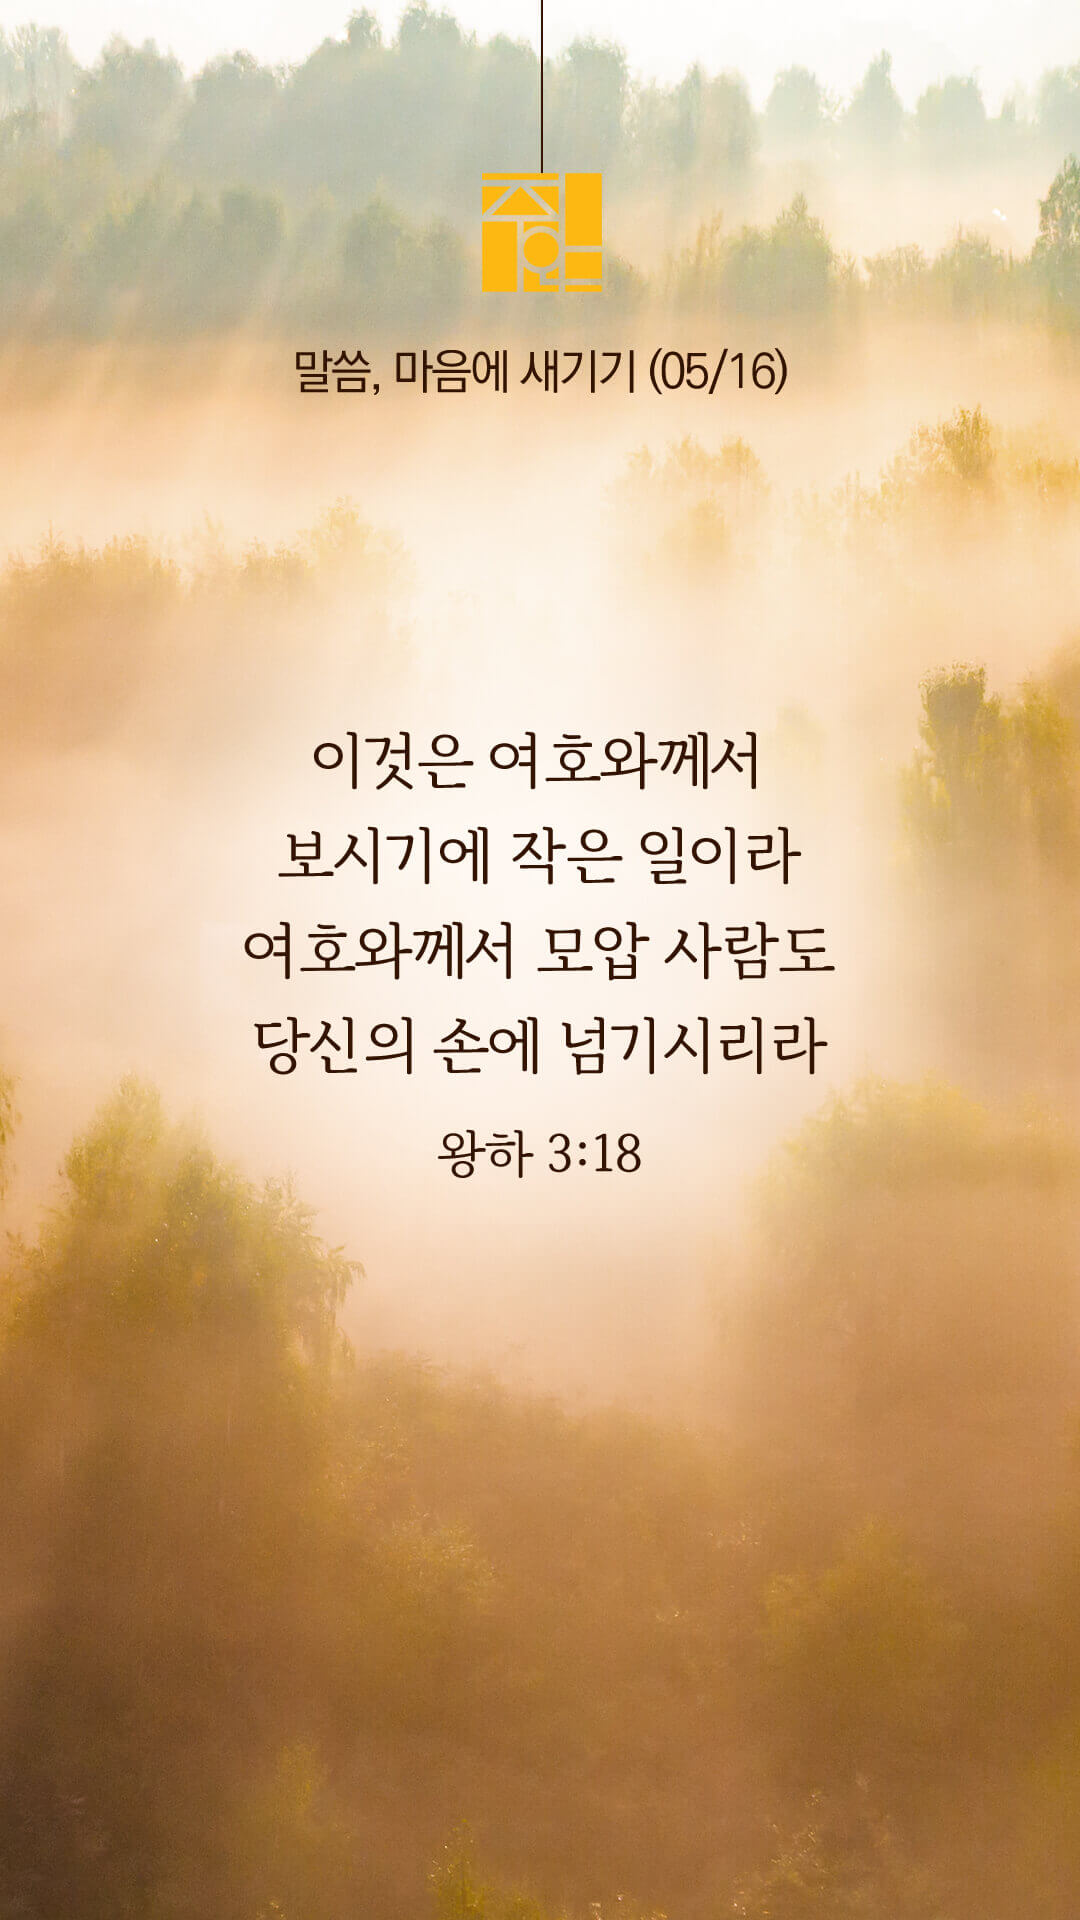 말씀, 마음에 새기기 (05/16)
이것은 여호와께서
보시기에 작은 일이라
여호와께서 모압 사람도
당신의 손에 넘기시리라
왕하 3:18